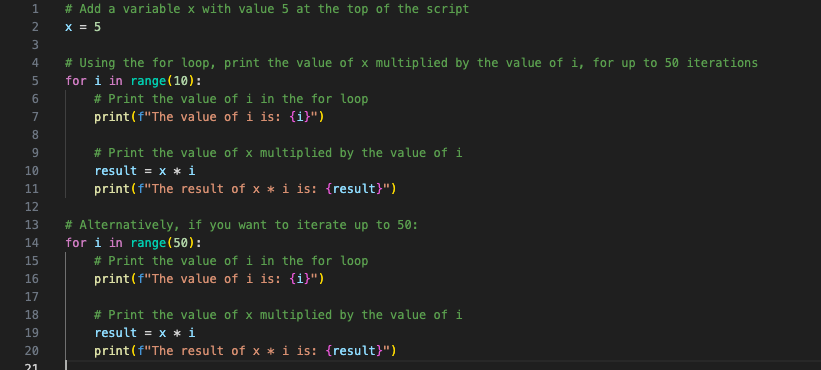 1 # Add a variable x with value 5 at the top of the script
2 x = 5
3
4 # Using the for loop, print the value of x multiplied by the value of i, for up to 50 iterations
5 for i in range(10):
6     # Print the value of i in the for loop
7     print(f"The value of i is: {i}")
8
9     # Print the value of x multiplied by the value of i
10     result = x * i
11     print(f"The result of x * i is: {result}")
12
13 # Alternatively, if you want to iterate up to 50:
14 for i in range(50):
15     # Print the value of i in the for loop
16     print(f"The value of i is: {i}")
17
18     # Print the value of x multiplied by the value of i
19     result = x * i
20     print(f"The result of x * i is: {result}")
21